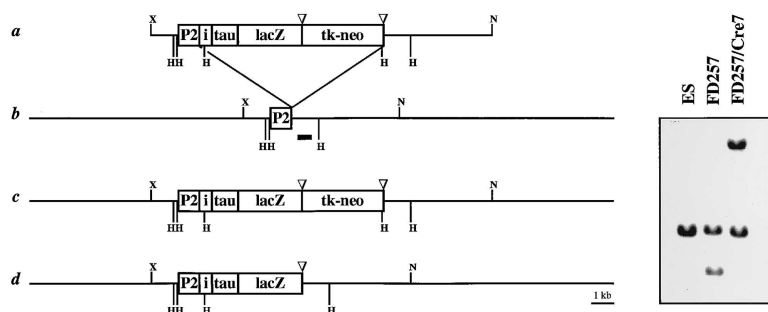 X N
a P2 i tau lacZ tk-neo
HH H H H
X N
b P2
HH H
X N
c P2 i tau lacZ tk-neo
HH H H H
X N
d P2 i tau lacZ
HH H H
1 kb
ES
FD257
FD257/Cre7